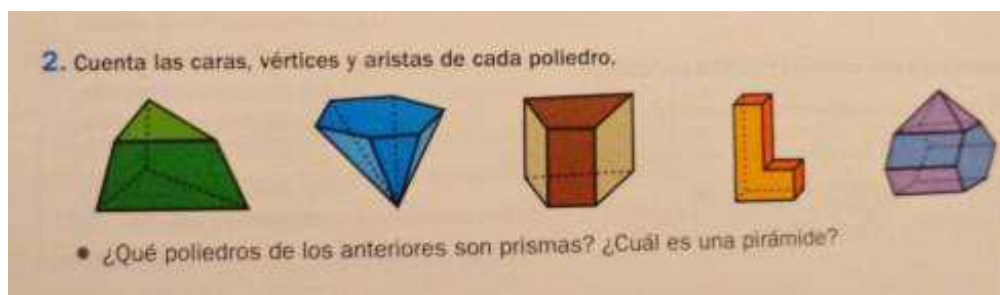 2. Cuenta las caras, vértices y aristas de cada poliedro.
• ¿Qué poliedros de los anteriores son prismas? ¿Cuál es una pirámide?